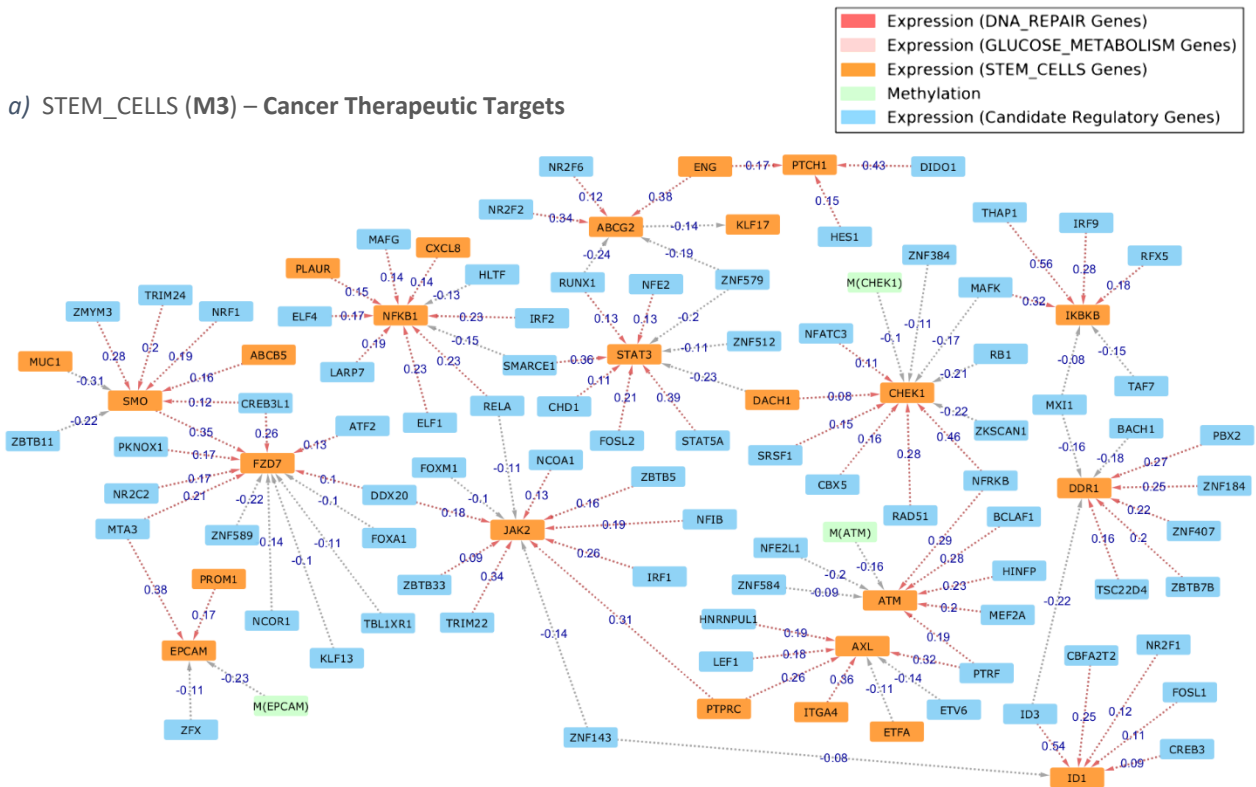 Expression (DNA_REPAIR Genes)
Expression (GLUCOSE_METABOLISM Genes)
Expression (STEM_CELLS Genes)
Methylation
Expression (Candidate Regulatory Genes)
a) STEM_CELLS (M3) – Cancer Therapeutic Targets
NR2F6
ENG
0.17
PTCH1
0.43
DIDO1
0.12
0.38
0.15
NR2F2
0.34
ABCG2
-0.14
KLF17
THAP1
IRF9
MAFG
CXCL8
HES1
PLAUR
0.14
0.14
HLTF
-0.24
-0.19
ZNF384
0.56
0.28
RFX5
0.15
-0.13
RUNX1
NFE2
ZNF579
M(CHEK1)
MAFK
0.18
TRIM24
0.32
ZMYM3
NRF1
ELF4
0.17
NFKB1
0.23
IRF2
0.13
0.13
-0.2
-0.11
IKBKB
0.28
0.2
0.19
0.19
-0.15
NFATC3
-0.1
-0.17
-0.15
MUC1
ABCB5
LARP7
0.23
0.23
SMARCE1
0.36
STAT3
-0.11
ZNF512
0.11
RB1
-0.08
TAF7
-0.31
0.16
0.11
-0.23
-0.21
SMO
0.12
CREB3L1
RELA
CHD1
0.21
0.39
DACH1
0.08
CHEK1
MXI1
ZBTB11
-0.22
0.35
0.26
ATF2
ELF1
FOSL2
STAT5A
0.15
0.16
0.28
0.46
-0.22
ZKSCAN1
-0.16
BACH1
PBX2
PKNOX1
0.17
0.13
SRSF1
-0.18
0.27
FZD7
FOXM1
-0.11
NCOA1
ZBTB5
CBX5
NFRKB
DDR1
0.25
ZNF184
NR2C2
0.17
0.21
-0.22
-0.1
0.1
DDX20
0.18
-0.1
0.13
0.16
RAD51
BCLAF1
0.22
MTA3
ZNF589
0.14
-0.11
FOXA1
JAK2
0.19
NFIB
M(ATM)
0.2
ZNF407
-0.1
0.09
0.26
NFE2L1
-0.16
0.29
0.28
0.16
ZBTB7B
PROM1
0.38
ZBTB33
0.34
IRF1
-0.2
HINFP
TSC22D4
0.17
NCOR1
TBL1XR1
TRIM22
ZNF584
-0.09
ATM
0.23
0.2
MEF2A
-0.22
EPCAM
KLF13
-0.14
0.31
HNRNPUL1
0.19
AXL
0.19
CBFA2T2
NR2F1
-0.23
LEF1
0.18
0.32
PTRF
-0.11
M(EPCAM)
0.26
0.36
-0.11
-0.14
FOSL1
ZFX
PTPRC
ITGA4
ETV6
ID3
0.25
0.12
ZNF143
ETFA
0.54
0.11
-0.08
0.09
CREB3
ID1